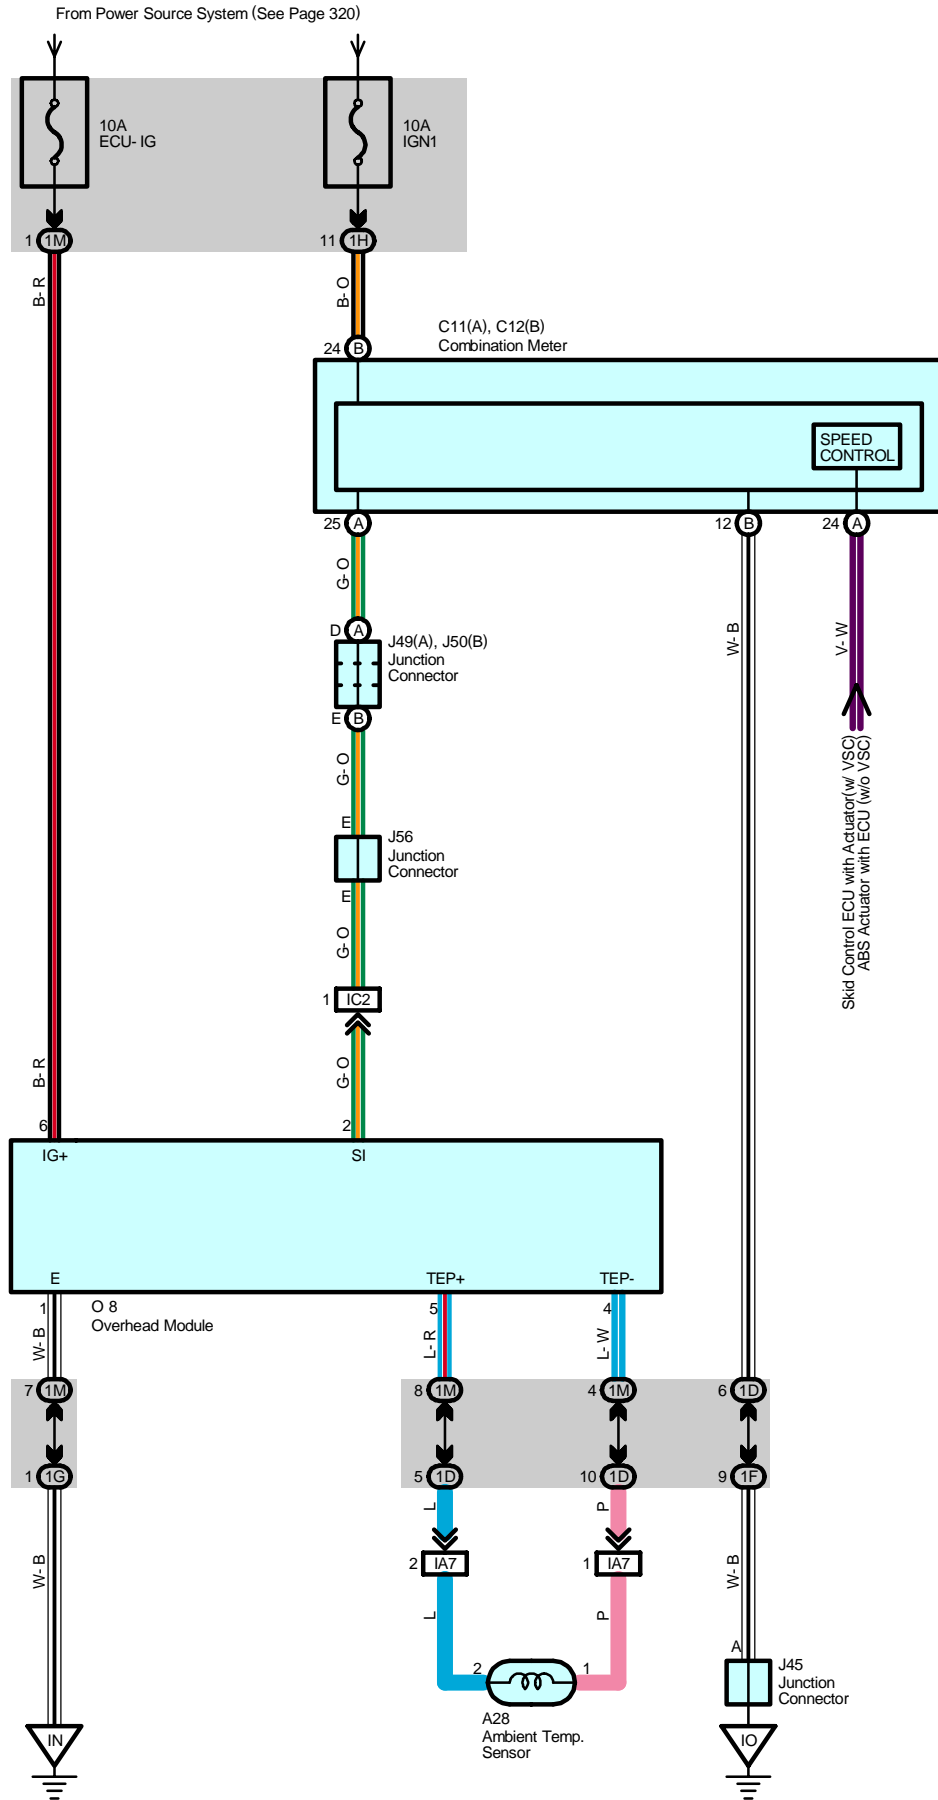 From Power Source System (See Page 320)
10A
ECU- IG
10A
IGN1
1 1M
11 1H
B- R
B- O
C11(A), C12(B)
Combination Meter
24 B
SPEED
CONTROL
25 A
12 B
24 A
G- O
W- B
V- W
D A
J49(A), J50(B)
Junction
Connector
E B
G- O
Skid Control ECU with Actuator(w/ VSC)
ABS Actuator with ECU (w/o VSC)
E
J56
Junction
Connector
E
G- O
1 IC2
B- R
G- O
6
2
IG+
SI
E
TEP+
TEP-
1
O 8
Overhead Module
5
4
W- B
L- R
L- W
7 1M
8 1M
4 1M
6 1D
1 1G
5 1D
10 1D
9 1F
L
P
2 IA7
1 IA7
W- B
L
P
W- B
2
1
A
J45
Junction
Connector
A28
Ambient Temp.
Sensor
IN
IO